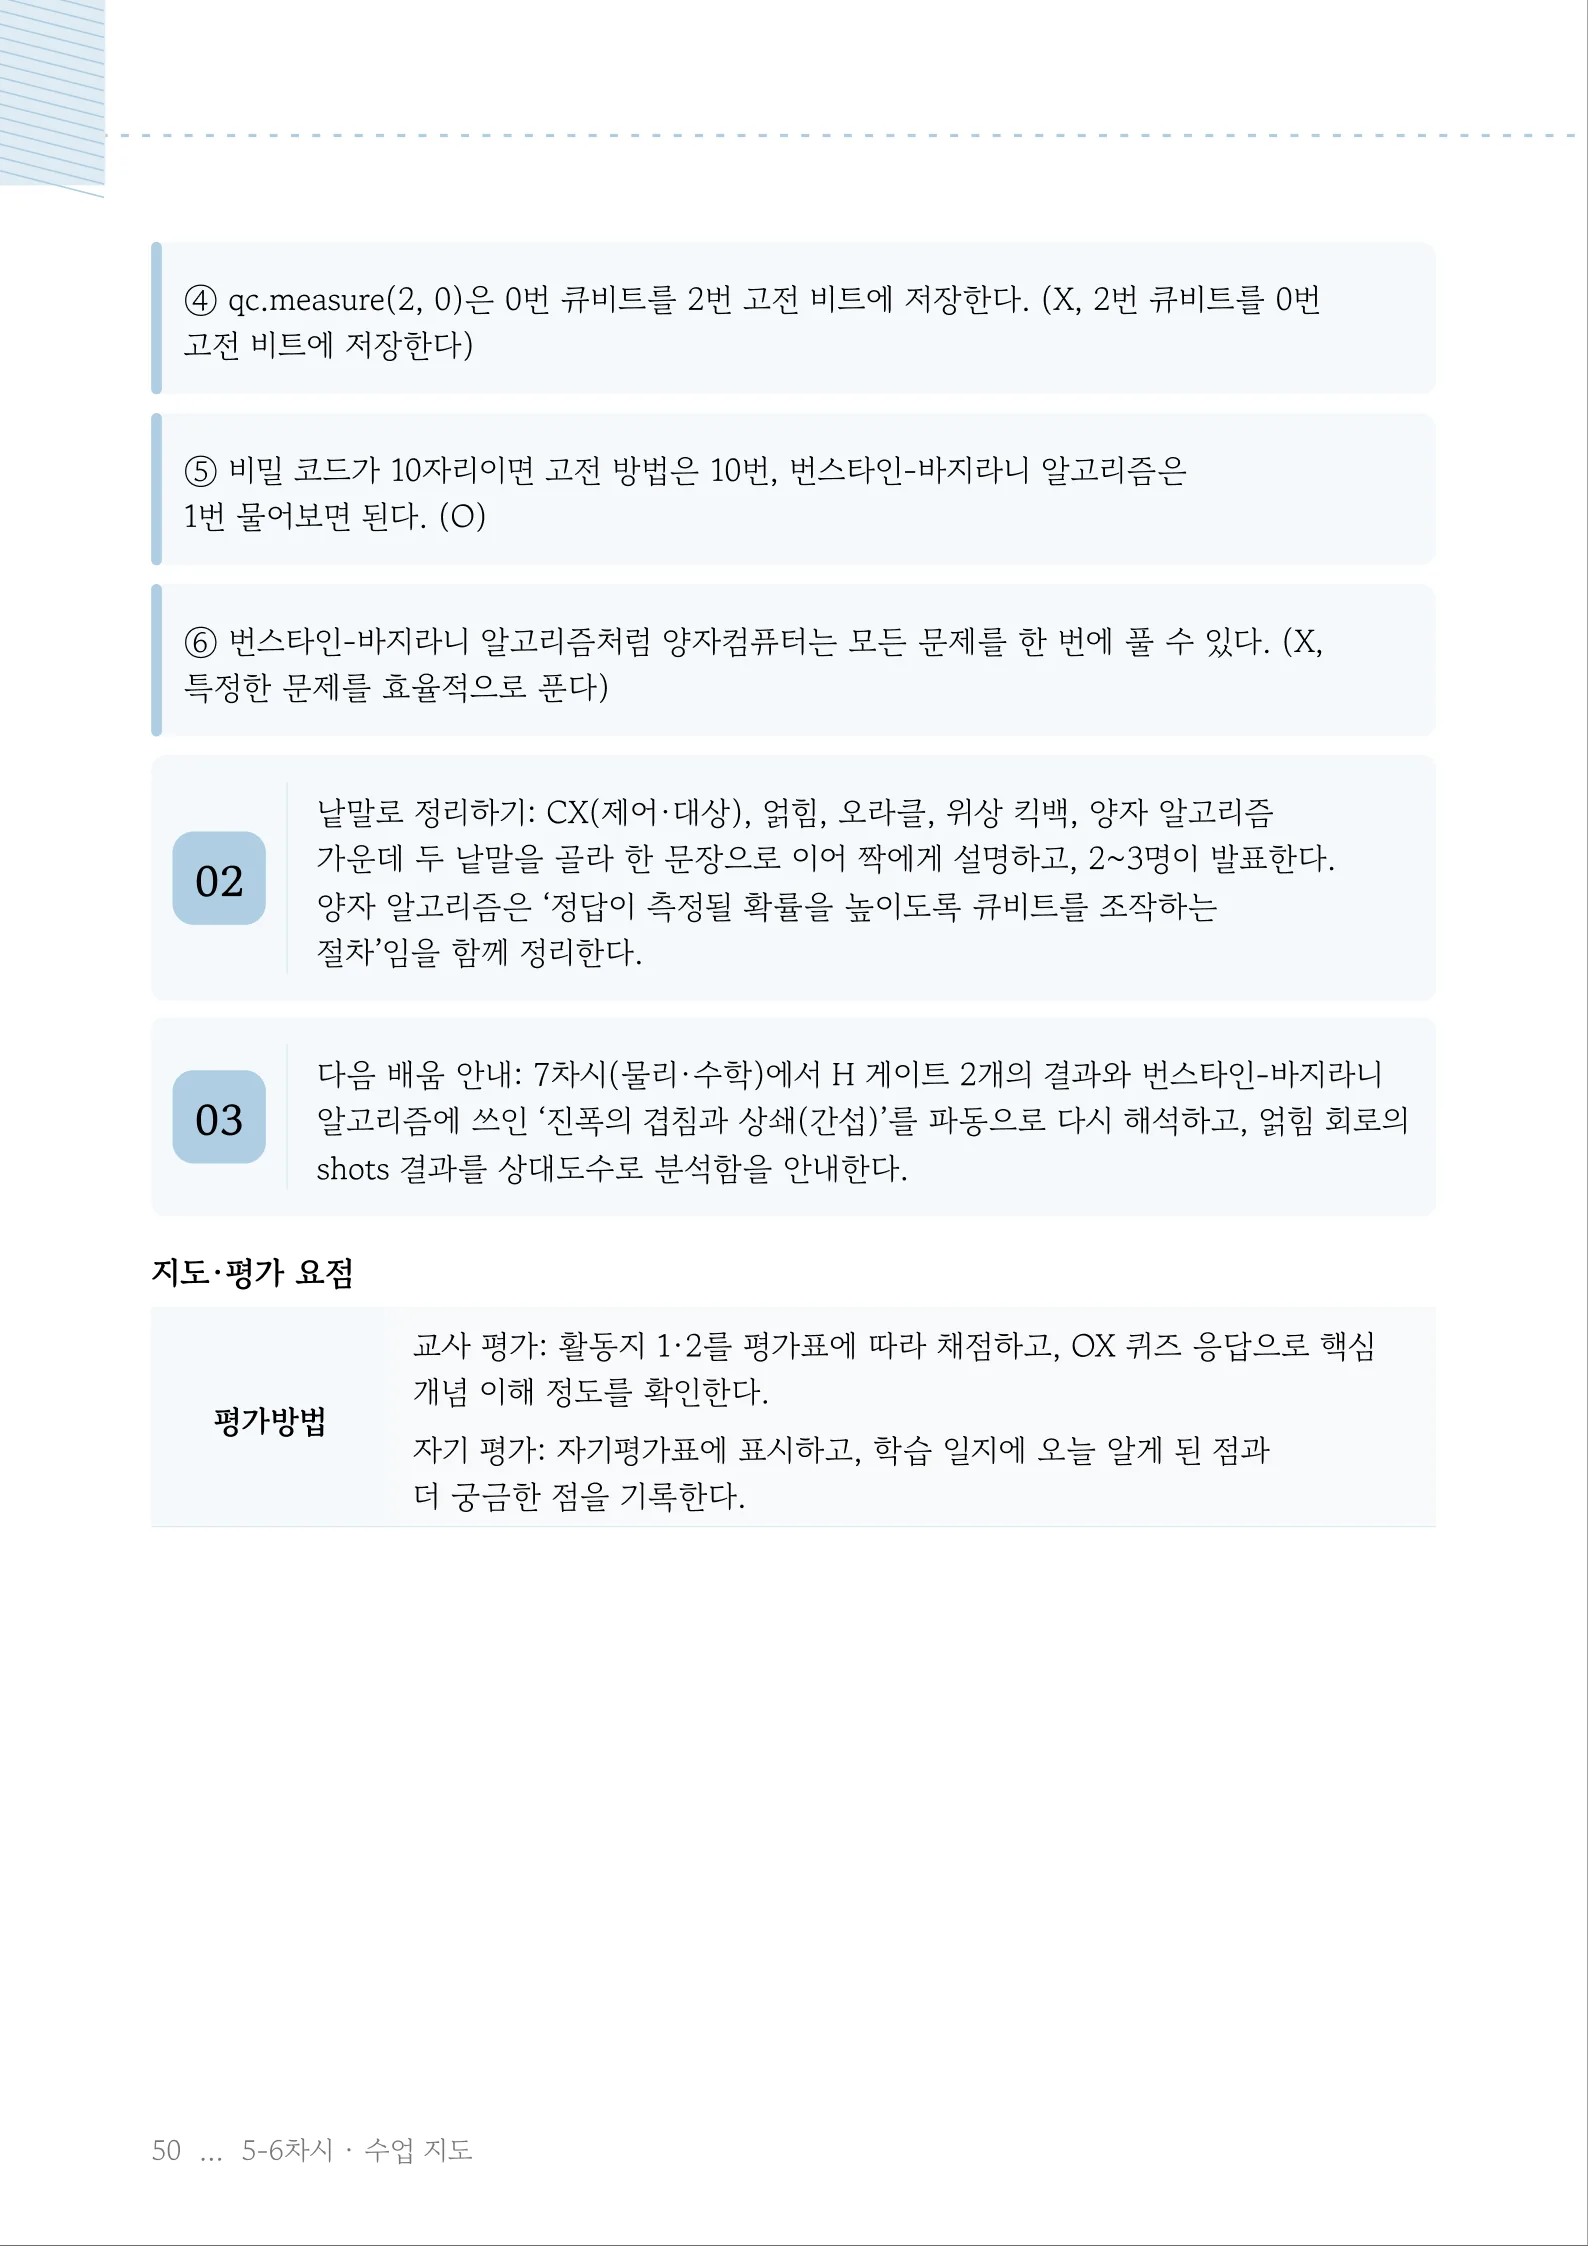 ④ qc.measure(2, 0)은 0번 큐비트를 2번 고전 비트에 저장한다. (X, 2번 큐비트를 0번
고전 비트에 저장한다)
⑤ 비밀 코드가 10자리이면 고전 방법은 10번, 번스타인-바지라니 알고리즘은
1번 물어보면 된다. (O)
⑥ 번스타인-바지라니 알고리즘처럼 양자컴퓨터는 모든 문제를 한 번에 풀 수 있다. (X,
특정한 문제를 효율적으로 푼다)
02
낱말로 정리하기: CX(제어·대상), 얽힘, 오라클, 위상 킥백, 양자 알고리즘
가운데 두 낱말을 골라 한 문장으로 이어 짝에게 설명하고, 2~3명이 발표한다.
양자 알고리즘은 ‘정답이 측정될 확률을 높이도록 큐비트를 조작하는
절차’임을 함께 정리한다.
03
다음 배움 안내: 7차시(물리·수학)에서 H 게이트 2개의 결과와 번스타인-바지라니
알고리즘에 쓰인 ‘진폭의 겹침과 상쇄(간섭)’를 파동으로 다시 해석하고, 얽힘 회로의
shots 결과를 상대도수로 분석함을 안내한다.
지도·평가 요점
평가방법
교사 평가: 활동지 1·2를 평가표에 따라 채점하고, OX 퀴즈 응답으로 핵심
개념 이해 정도를 확인한다.
자기 평가: 자기평가표에 표시하고, 학습 일지에 오늘 알게 된 점과
더 궁금한 점을 기록한다.
50 ... 5-6차시 · 수업 지도